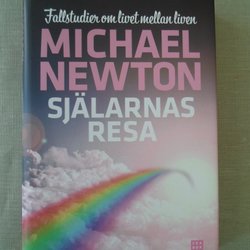 Fallstudier om livet mellan liven
MICHAEL
NEWTON
SJÄLARNAS
RESA